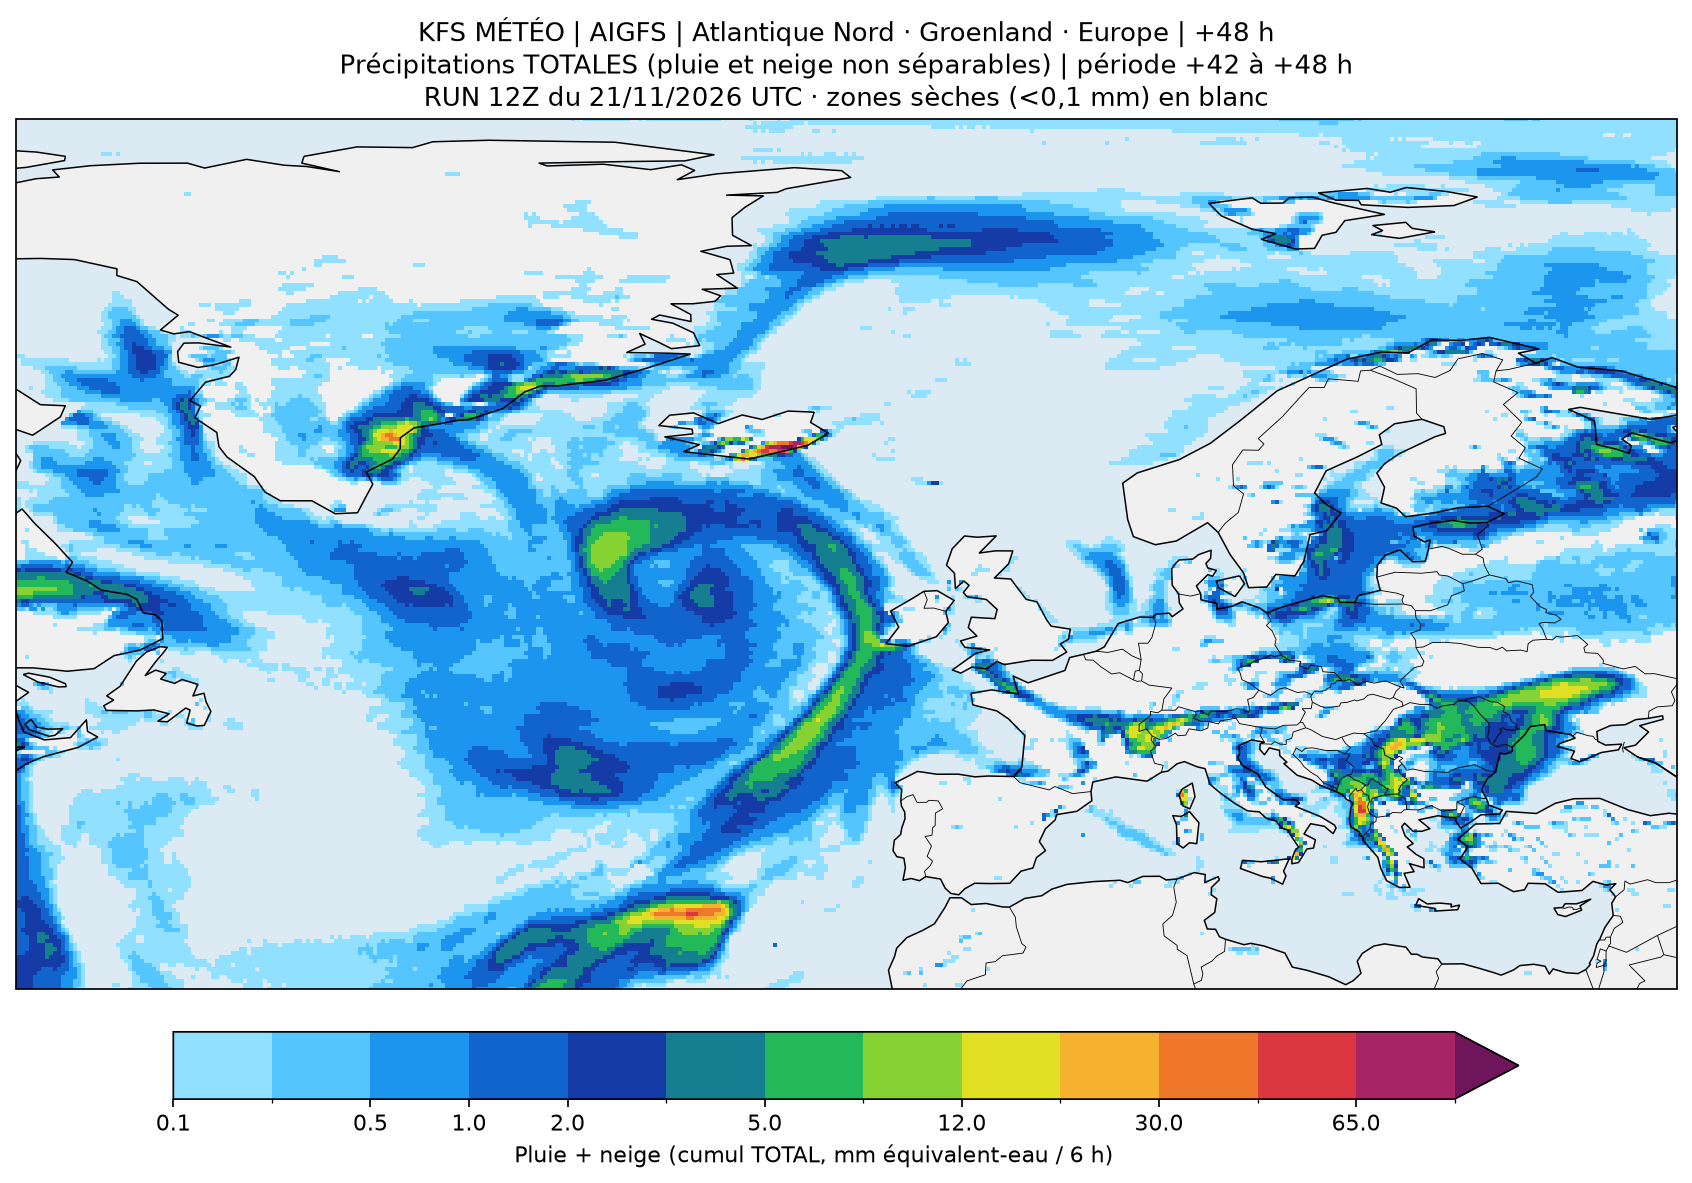 KFS MÉTÉO | AIGFS | Atlantique Nord · Groenland · Europe | +48 h
Précipitations TOTALES (pluie et neige non séparables) | période +42 à +48 h
RUN 12Z du 21/11/2026 UTC · zones sèches (<0,1 mm) en blanc
0.1 0.5 1.0 2.0 5.0 12.0 30.0 65.0
Pluie + neige (cumul TOTAL, mm équivalent-eau / 6 h)